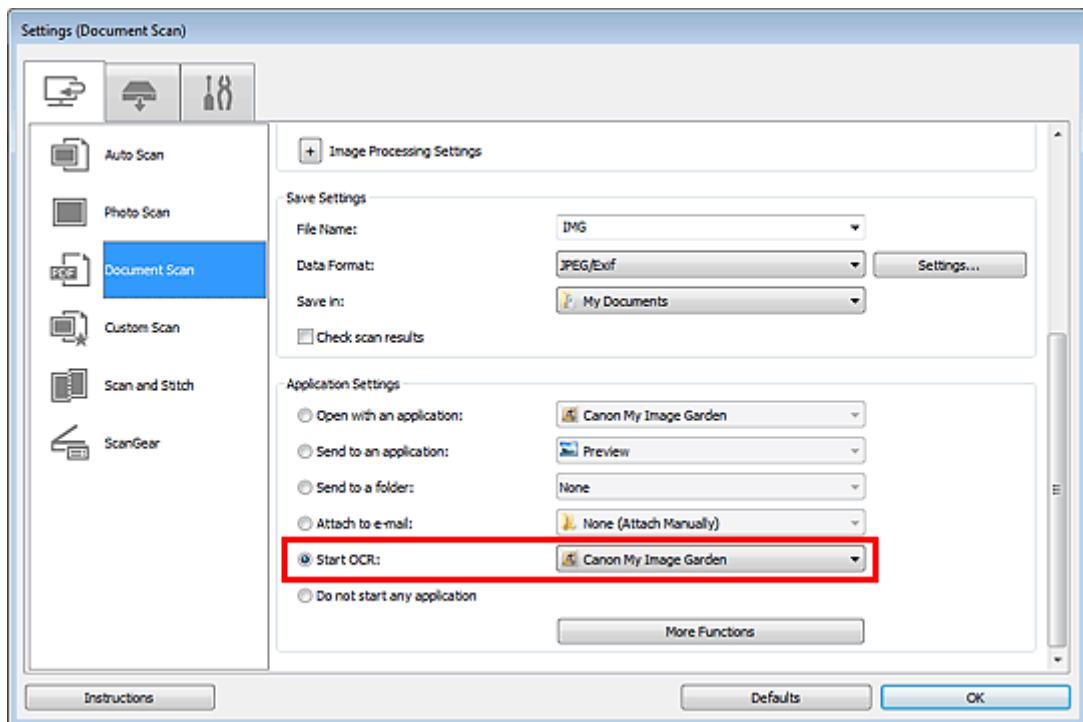 Settings (Document Scan)
Auto Scan
Photo Scan
PDF
Document Scan
Custom Scan
Scan and Stitch
ScanGear
+ Image Processing Settings
Save Settings
File Name: IMG
Data Format: JPEG/Exif Settings...
Save in: My Documents
Check scan results
Application Settings
Open with an application: Canon My Image Garden
Send to an application: Preview
Send to a folder: None
Attach to e-mail: None (Attach Manually)
Start OCR: Canon My Image Garden
Do not start any application
More Functions
Instructions Defaults OK